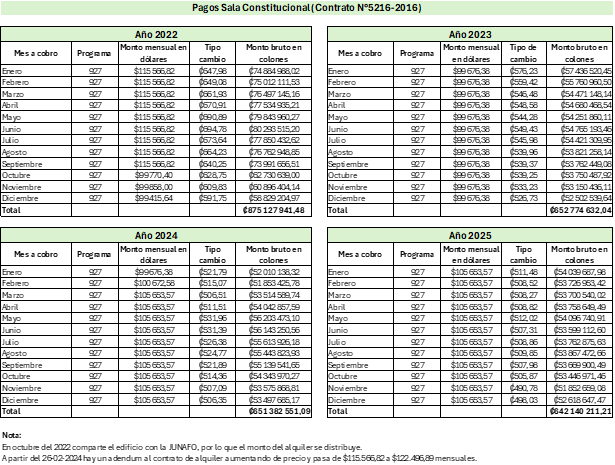 Pagos Sala Constitucional (Contrato N°5216-2016)
Año 2022
Mes a cobro Programa Monto mensual en dólares Tipo cambio Monto bruto en colones
Enero 927 $115 566,82 ₡647,98 ₡74 884 988,02
Febrero 927 $115 566,82 ₡649,08 ₡75 012 111,53
Marzo 927 $115 566,82 ₡661,93 ₡76 497 145,16
Abril 927 $115 566,82 ₡670,91 ₡77 534 935,21
Mayo 927 $115 566,82 ₡690,89 ₡79 843 960,27
Junio 927 $115 566,82 ₡694,78 ₡80 293 515,20
Julio 927 $115 566,82 ₡673,64 ₡77 850 432,62
Agosto 927 $115 566,82 ₡664,23 ₡76 762 948,85
Septiembre 927 $115 566,82 ₡640,25 ₡73 991 656,51
Octubre 927 $99 770,40 ₡628,75 ₡62 730 639,00
Noviembre 927 $99 858,00 ₡609,83 ₡60 896 404,14
Diciembre 927 $99 415,64 ₡591,75 ₡58 829 204,97
Total ₡875 127 941,48
Año 2023
Mes a cobro Programa Monto mensual en dólares Tipo de cambio Monto bruto en colones
Enero 927 $99 676,38 ₡576,23 ₡57 436 520,45
Febrero 927 $99 676,38 ₡559,42 ₡55 760 960,50
Marzo 927 $99 676,38 ₡546,48 ₡54 471 148,14
Abril 927 $99 676,38 ₡548,58 ₡54 680 468,54
Mayo 927 $99 676,38 ₡544,28 ₡54 251 860,11
Junio 927 $99 676,38 ₡549,43 ₡54 765 193,46
Julio 927 $99 676,38 ₡545,98 ₡54 421 309,95
Agosto 927 $99 676,38 ₡539,96 ₡53 821 258,14
Septiembre 927 $99 676,38 ₡539,37 ₡53 762 449,08
Octubre 927 $99 676,38 ₡539,25 ₡53 750 487,92
Noviembre 927 $99 676,38 ₡533,23 ₡53 150 436,11
Diciembre 927 $99 676,38 ₡526,73 ₡52 502 539,64
Total ₡652 774 632,04
Año 2024
Mes a cobro Programa Monto mensual en dólares Tipo cambio Monto bruto en colones
Enero 927 $99 676,38 ₡521,79 ₡52 010 138,32
Febrero 927 $100 672,58 ₡515,07 ₡51 853 425,78
Marzo 927 $105 653,57 ₡506,51 ₡53 514 589,74
Abril 927 $105 653,57 ₡511,51 ₡54 042 857,59
Mayo 927 $105 653,57 ₡531,96 ₡56 203 473,10
Junio 927 $105 653,57 ₡531,39 ₡56 143 250,56
Julio 927 $105 653,57 ₡526,38 ₡55 613 926,18
Agosto 927 $105 653,57 ₡524,77 ₡55 443 823,93
Septiembre 927 $105 653,57 ₡521,89 ₡55 139 541,65
Octubre 927 $105 653,57 ₡514,36 ₡54 343 970,27
Noviembre 927 $105 653,57 ₡507,09 ₡53 575 868,81
Diciembre 927 $105 653,57 ₡506,35 ₡53 497 685,17
Total ₡651 382 551,09
Año 2025
Mes a cobro Programa Monto mensual en dólares Tipo cambio Monto bruto en colones
Enero 927 $105 653,57 ₡511,48 ₡54 039 687,98
Febrero 927 $105 653,57 ₡508,52 ₡53 726 953,42
Marzo 927 $105 653,57 ₡508,27 ₡53 700 540,02
Abril 927 $105 653,57 ₡508,82 ₡53 758 649,49
Mayo 927 $105 653,57 ₡512,02 ₡54 096 740,91
Junio 927 $105 653,57 ₡507,31 ₡53 599 112,60
Julio 927 $105 653,57 ₡508,86 ₡53 762 875,63
Agosto 927 $105 653,57 ₡509,85 ₡53 867 472,66
Septiembre 927 $105 653,57 ₡507,98 ₡53 669 900,49
Octubre 927 $105 653,57 ₡505,87 ₡53 446 971,46
Noviembre 927 $105 653,57 ₡490,78 ₡51 852 659,08
Diciembre 927 $105 653,57 ₡498,03 ₡52 618 647,47
Total ₡642 140 211,21
Nota:
En octubre del 2022 comparte el edificio con la JUNAFO, por lo que el monto del alquiler se distribuye.
A partir del 26-02-2024 hay un adendum al contrato de alquiler aumentando de precio y pasa de $115.566,82 a $122.496,89 mensuales.